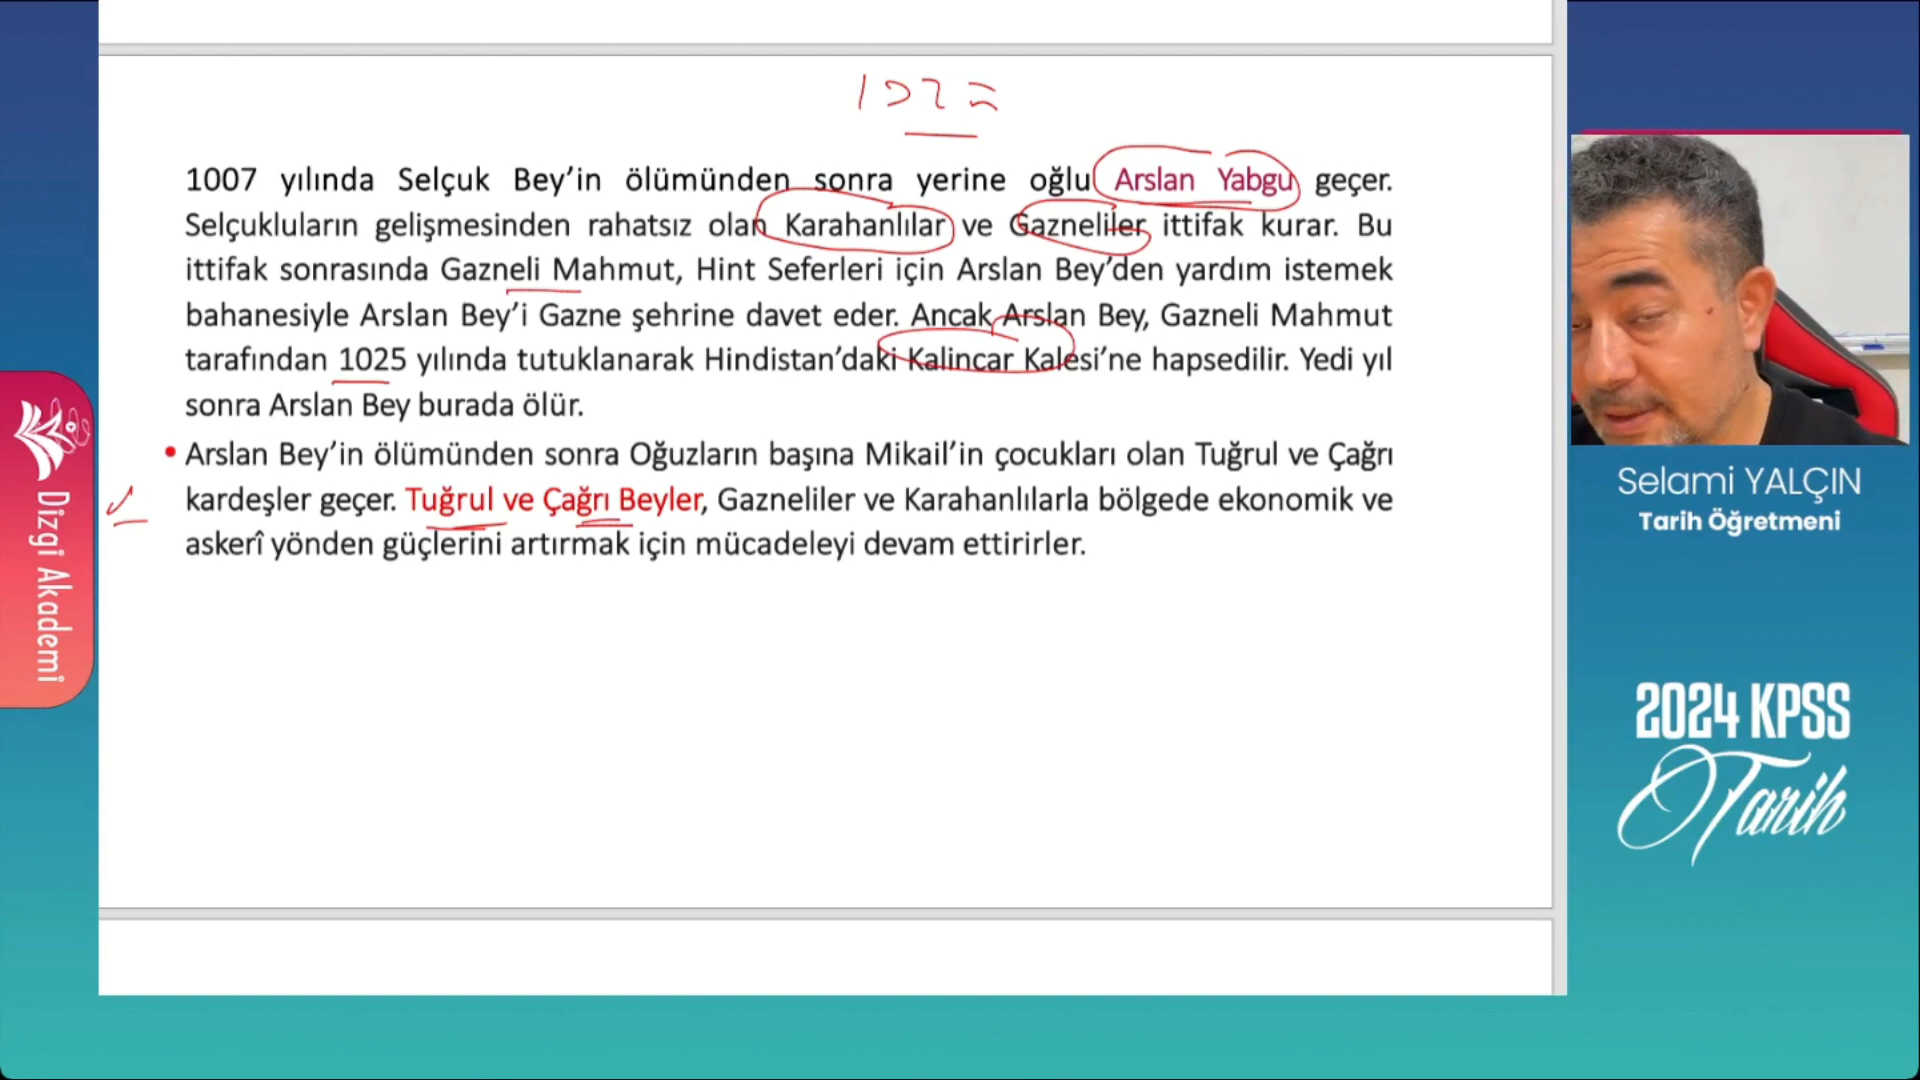 1007 yılında Selçuk Bey’in ölümünden sonra yerine oğlu Arslan Yabgu geçer.
Selçukluların gelişmesinden rahatsız olan Karahanlılar ve Gazneliler ittifak kurar. Bu
ittifak sonrasında Gazneli Mahmut, Hint Seferleri için Arslan Bey’den yardım istemek
bahanesiyle Arslan Bey’i Gazne şehrine davet eder. Ancak Arslan Bey, Gazneli Mahmut
tarafından 1025 yılında tutuklanarak Hindistan’daki Kalincar Kalesi’ne hapsedilir. Yedi yıl
sonra Arslan Bey burada ölür.
• Arslan Bey’in ölümünden sonra Oğuzların başına Mikail’in çocukları olan Tuğrul ve Çağrı
kardeşler geçer. Tuğrul ve Çağrı Beyler, Gazneliler ve Karahanlılarla bölgede ekonomik ve
askerî yönden güçlerini artırmak için mücadeleyi devam ettirirler.
Dizgi Akademi
Selami YALÇIN
Tarih Öğretmeni
2024 KPSS
Tarih